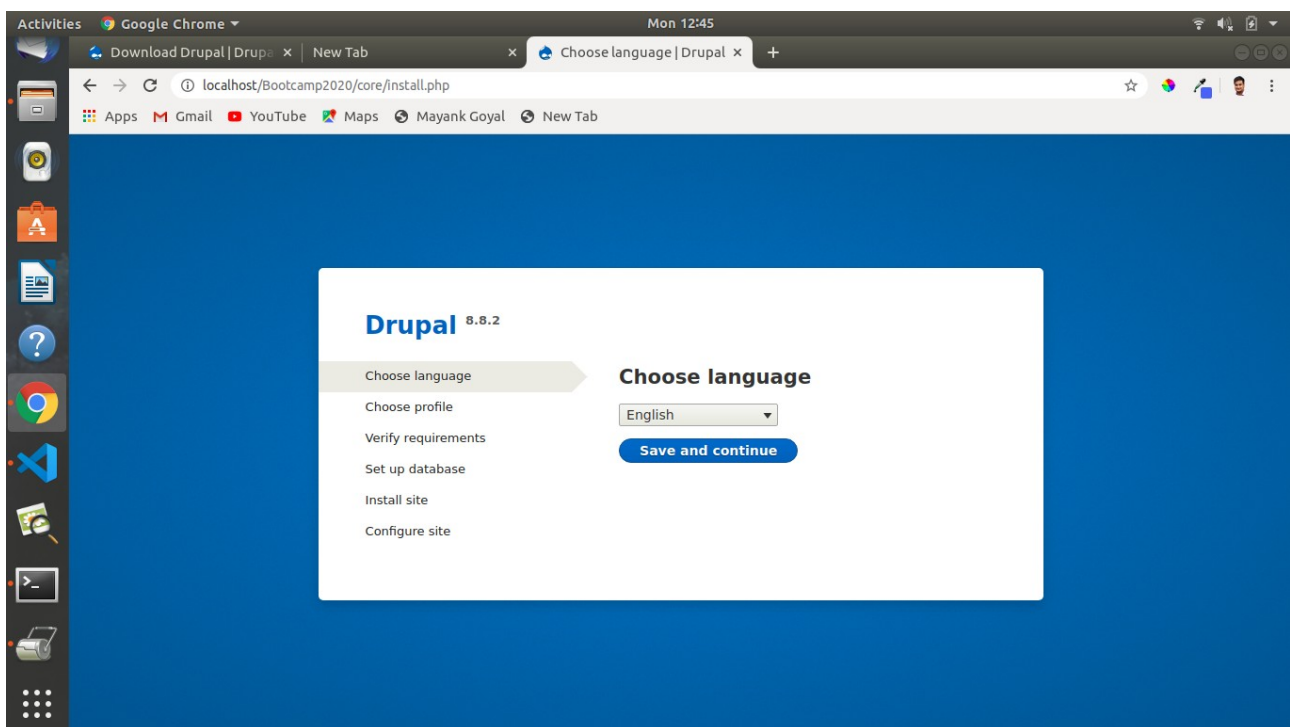 Activities Google Chrome Mon 12:45
Download Drupal | Drupa New Tab Choose language | Drupal
localhost/Bootcamp2020/core/install.php
Apps Gmail YouTube Maps Mayank Goyal New Tab
Drupal 8.8.2
Choose language
Choose profile
Verify requirements
Set up database
Install site
Configure site
Choose language
English
Save and continue